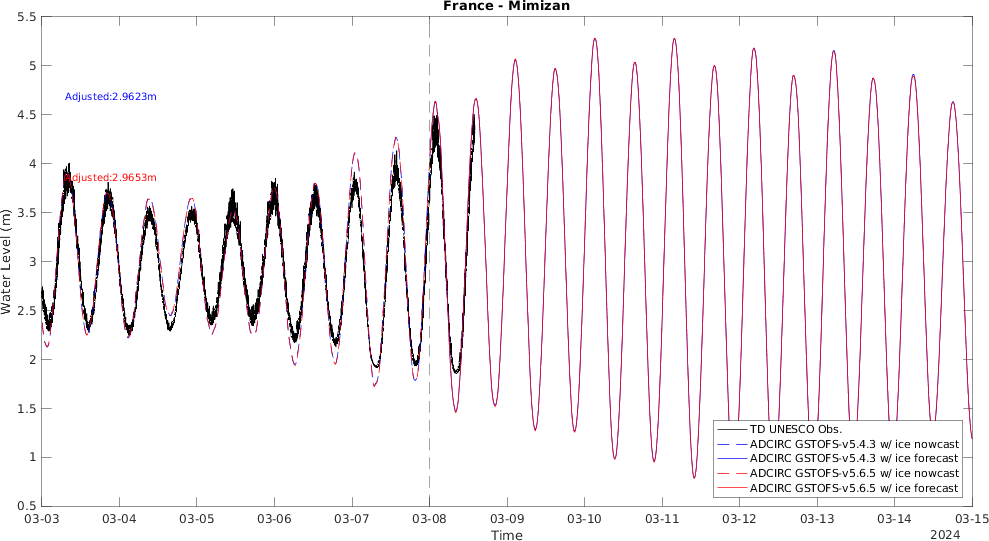 France - Mimizan
5.5
5
4.5
4
3.5
3
2.5
2
1.5
1
0.5
Water Level (m)
Adjusted:2.9623m
Adjusted:2.9653m
TD UNESCO Obs.
ADCIRC GSTOFS-v5.4.3 w/ ice nowcast
ADCIRC GSTOFS-v5.4.3 w/ ice forecast
ADCIRC GSTOFS-v5.6.5 w/ ice nowcast
ADCIRC GSTOFS-v5.6.5 w/ ice forecast
03-03 03-04 03-05 03-06 03-07 03-08 03-09 03-10 03-11 03-12 03-13 03-14 03-15
Time
2024